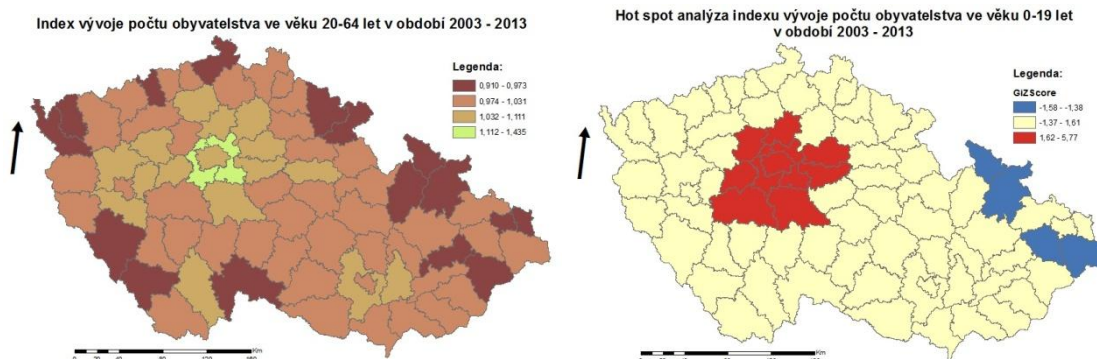 Index vývoje počtu obyvatelstva ve věku 20-64 let v období 2003 - 2013
Legenda:
0,910 - 0,973
0,974 - 1,031
1,032 - 1,111
1,112 - 1,435
Km
Hot spot analýza indexu vývoje počtu obyvatelstva ve věku 0-19 let
v období 2003 - 2013
Legenda:
GiZScore
-1,58 - -1,38
-1,37 - 1,61
1,62 - 5,77
Km